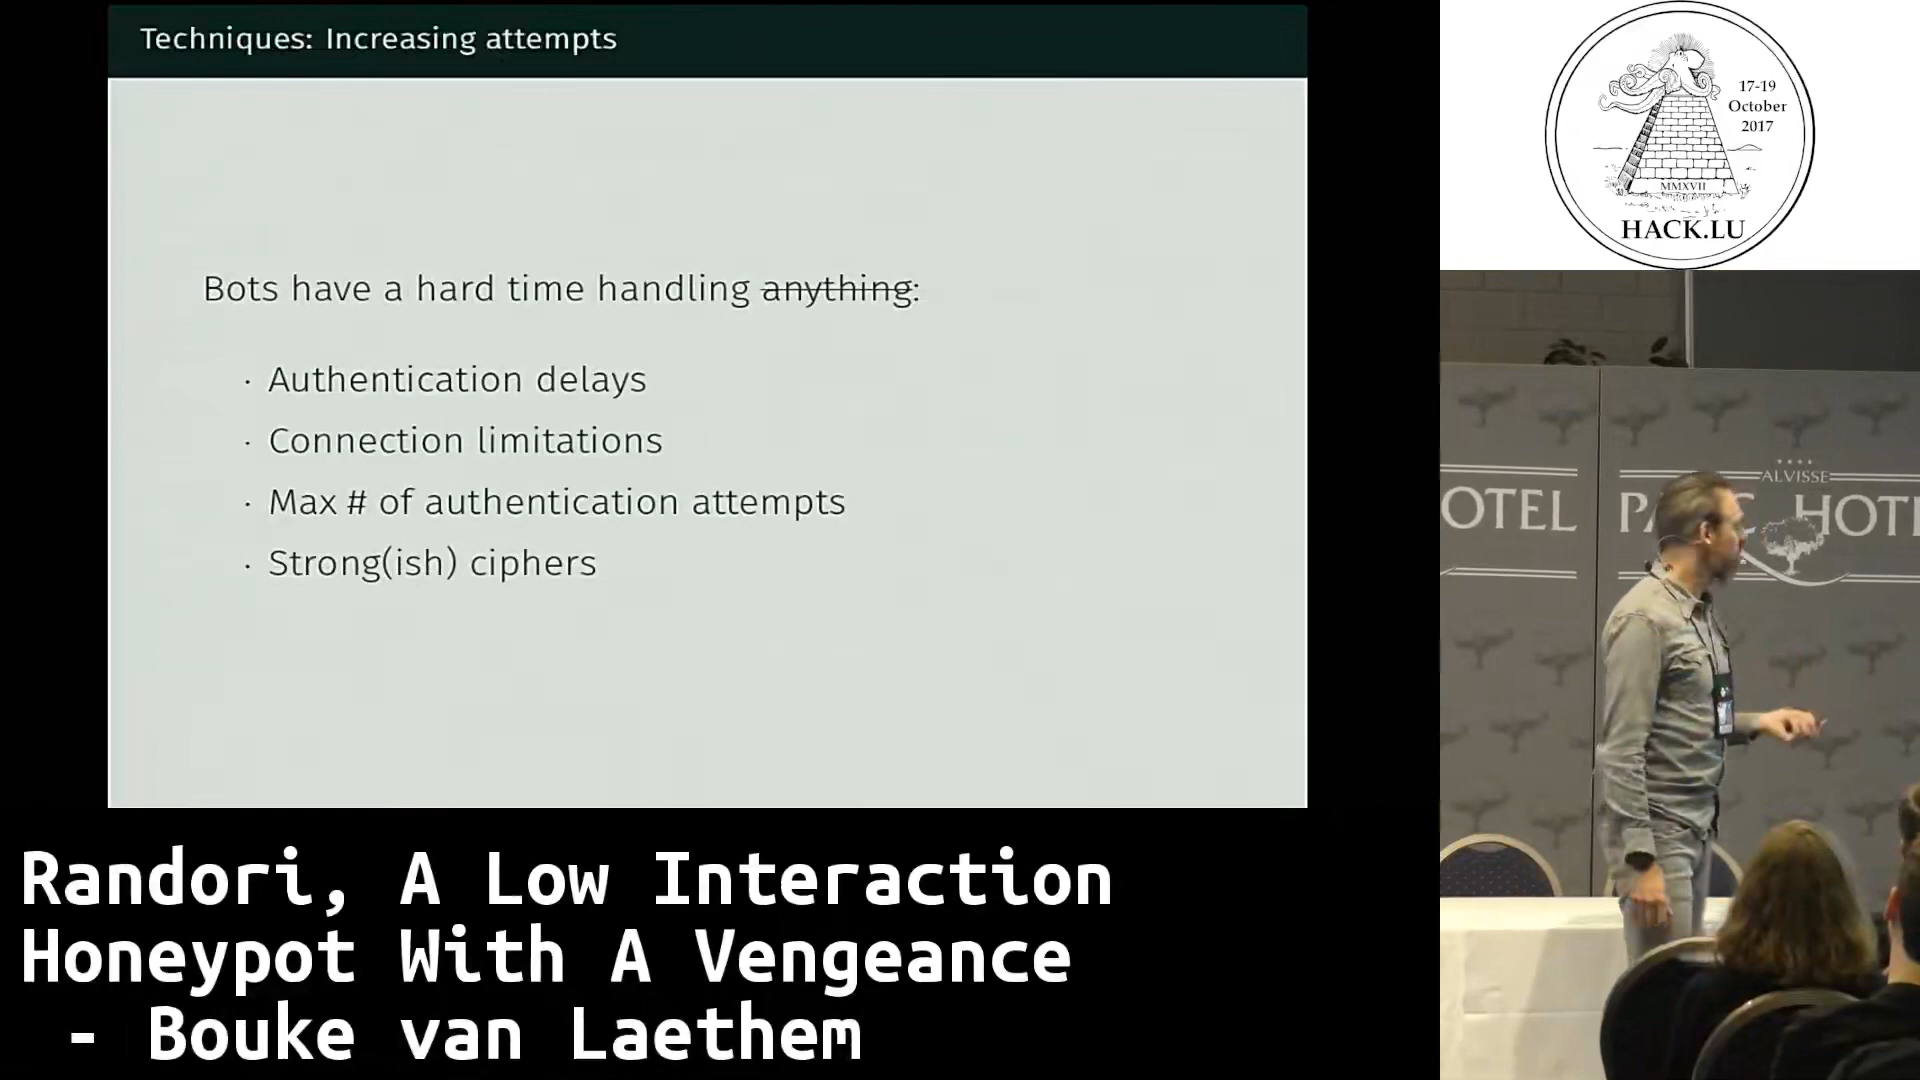 Techniques: Increasing attempts
Bots have a hard time handling anything:
· Authentication delays
· Connection limitations
· Max # of authentication attempts
· Strong(ish) ciphers
Randori, A Low Interaction
Honeypot With A Vengeance
- Bouke van Laethem
17-19
October
2017
MMXVII
HACK.LU
ALVISSE
OTEL
HOT